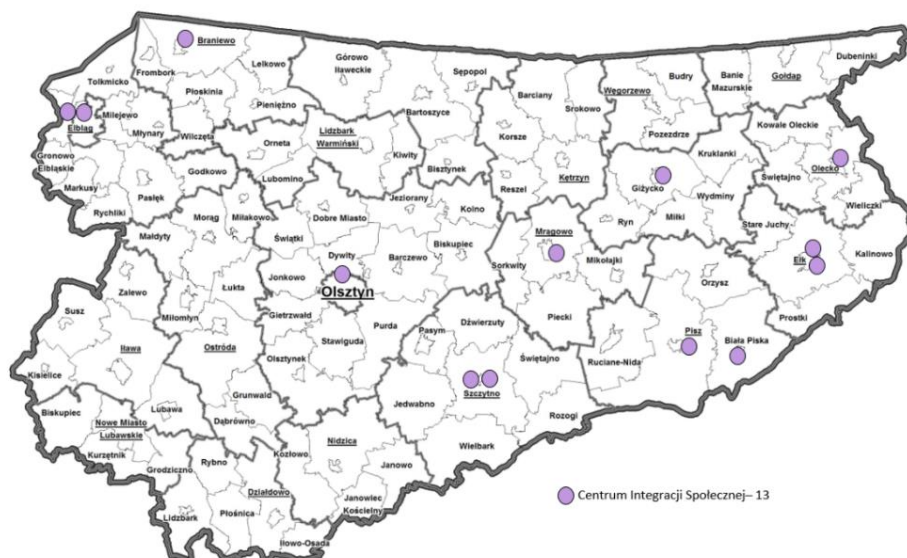 Braniewo
Lelkowo
Górowo
Iławeckie
Sępopol
Barciany
Budry
Banie
Mazurskie
Gołdap
Dubeninki
Tolkmicko
Frombork
Płoskinia
Pieniężno
Bartoszyce
Srokowo
Węgorzewo
Pozezdrze
Kowale Oleckie
Elbląg
Milejewo
Młynary
Wilczęta
Orneta
Lidzbark
Warmiński
Kiwity
Bisztynek
Korsze
Reszel
Kętrzyn
Giżycko
Kruklanki
Świętajno
Olecko
Gronowo
Elbląskie
Markusy
Pasłęk
Godkowo
Lubomino
Rychliki
Morąg
Miłakowo
Dobre Miasto
Jeziorany
Kolno
Ryn
Miłki
Wydminy
Stare Juchy
Wieliczki
Małdyty
Świątki
Dywity
Barczewo
Biskupiec
Sorkwity
Mrągowo
Mikołajki
Orzysz
Ełk
Kalinowo
Zalewo
Łukta
Jonkowo
Olsztyn
Susz
Miłomłyn
Gietrzwałd
Stawiguda
Purda
Pasym
Dźwierzuty
Piecki
Pisz
Biała Piska
Prostki
Iława
Ostróda
Olsztynek
Świętajno
Ruciane-Nida
Kisielice
Szczytno
Biskupiec
Lubawa
Grunwald
Jedwabno
Rozogi
Nowe Miasto
Lubawskie
Dąbrówno
Kurzętnik
Grodziczno
Rybno
Kozłowo
Nidzica
Wielbark
Janowo
Działdowo
Lidzbark
Płośnica
Janowiec
Kościelny
Iłowo-Osada
Centrum Integracji Społecznej– 13